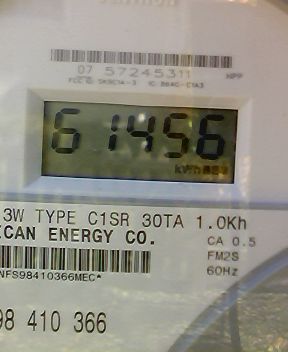 07 57245311 HPP
61456
kWh
3W TYPE C1SR 30TA 1.0Kh
ICAN ENERGY CO.
CA 0.5
FM2S
NFS98410366MEC*
60Hz
98 410 366